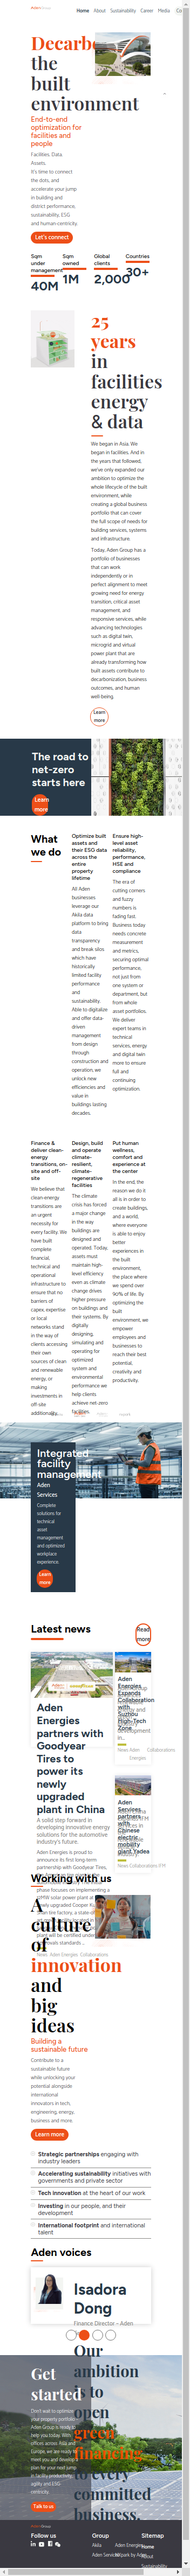 Home About Sustainability Career Media
Decarbo
the
built
environment
End-to-end
optimization for
facilities and
people
Facilities. Data.
Assets.
It's time to connect
the dots, and
accelerate your jump
in building and
district performance,
sustainability, ESG
and human-centricity.
Let's connect
Sqm
under
management
40M
Sqm
owned
1M
Global
clients
2,000
Countries
30+
25
years
in
facilities
energy
& data
We began in Asia. We
began in facilities. And in
the years that followed,
we've only expanded our
ambition to optimize the
whole lifecycle of the built
environment, while
creating a global business
portfolio that can cover
the full scope of needs for
building services, systems
and infrastructure.
Today, Aden Group has a
portfolio of businesses
that can work
independently or in
perfect alignment to meet
growing need for energy
transition, critical asset
management, and
responsive services, while
advancing technologies
such as digital twin,
microgrid and virtual
power plant that are
already transforming how
built assets contribute to
decarbonization, business
outcomes, and human
well-being.
Learn
more
The road to
net-zero
starts here
Learn
more
What
we do
Optimize built
assets and
their ESG data
across the
entire
property
lifetime
All Aden
businesses
leverage our
Akila data
platform to bring
data
transparency
and break silos
which have
historically
limited facility
performance
and
sustainability.
Able to digitalize
and offer data-
driven
management
from design
through
construction and
operation, we
unlock new
efficiencies and
value in
buildings lasting
decades.
Ensure high-
level asset
reliability,
performance,
HSE and
compliance
The era of
cutting corners
and fuzzy
numbers is
fading fast.
Business today
needs concrete
measurement
and metrics,
securing optimal
performance,
not just from
one system or
department, but
from whole
asset portfolios.
We deliver
expert teams in
technical
services, energy
and digital twin
more to ensure
full and
continuing
optimization.
Finance &
deliver clean-
energy
transitions, on-
site and off-
site
We believe that
clean-energy
transitions are
an urgent
necessity for
every facility. We
have built
complete
financial,
technical and
operational
infrastructure to
ensure that no
barriers of
capex, expertise
or local
networks stand
in the way of
clients accessing
their own
sources of clean
and renewable
energy, or
making
investments in
off-site
additionality.
Design, build
and operate
climate-
resilient,
climate-
regenerative
facilities
The climate
crisis has forced
a major change
in the way
buildings are
designed and
operated. Today,
assets must
maintain high-
level efficiency
even as climate
change drives
higher pressure
on buildings and
their systems. By
digitally
designing,
simulating and
operating for
optimized
system and
environmental
performance we
help clients
achieve net-zero
factories.
Put human
wellness,
comfort and
experience at
the center
In the end, the
reason we do it
all is in order to
create buildings,
and a world,
where everyone
is able to enjoy
better
experiences in
the built
environment,
the place where
we spend over
90% of life. By
optimizing the
built
environment, we
empower
employees and
businesses to
reach their best
potential,
creativity and
productivity.
Integrated
facility
management
Aden
Services
Complete
solutions for
technical
asset
management
and optimized
workplace
experience
Learn
more
Latest news
Read
more
Aden
Energies
partners with
Goodyear
Tires to
power its
newly
upgraded
plant in China
A solid step forward in
developing innovative energy
solutions for the automotive
industry's future.
Aden Energies is proud to
announce its first long-term
partnership with Goodyear Tires,
News Aden Energies Collaborations
Aden
Energies
Expands
Collaboration
with
Suzhou
High-Tech
Zone
News Aden Collaborations
Energies
Aden
Services
partners
with
Chinese
electric
mobility
giant Yadea
News Collaborations IFM
Working with us
A
culture
of
innovation
and
big
ideas
Building a
sustainable future
Contribute to a
sustainable future
while unlocking your
potential alongside
international
innovators in tech,
engineering, energy,
business and more.
Learn more
Strategic partnerships engaging with
industry leaders
Accelerating sustainability initiatives with
governments and private sector
Tech innovation at the heart of our work
Investing in our people, and their
development
International footprint and international
talent
Aden voices
Isadora
Dong
Finance Director – Aden
Our
ambition
is to
open
green
financing
to every
committed
business.
Get
started
Don't wait to optimize
your property portfolio–
Aden Group is ready to
help you today. With
offices across Asia and
Europe, we are ready to
meet you and develop a
plan for your next jump
in facility productivity,
agility and ESG-
centricity.
Talk to us
Follow us
Group
Akila
Aden Services
Aden Energies
NXpark by Aden
Sitemap
Home
About
Sustainability